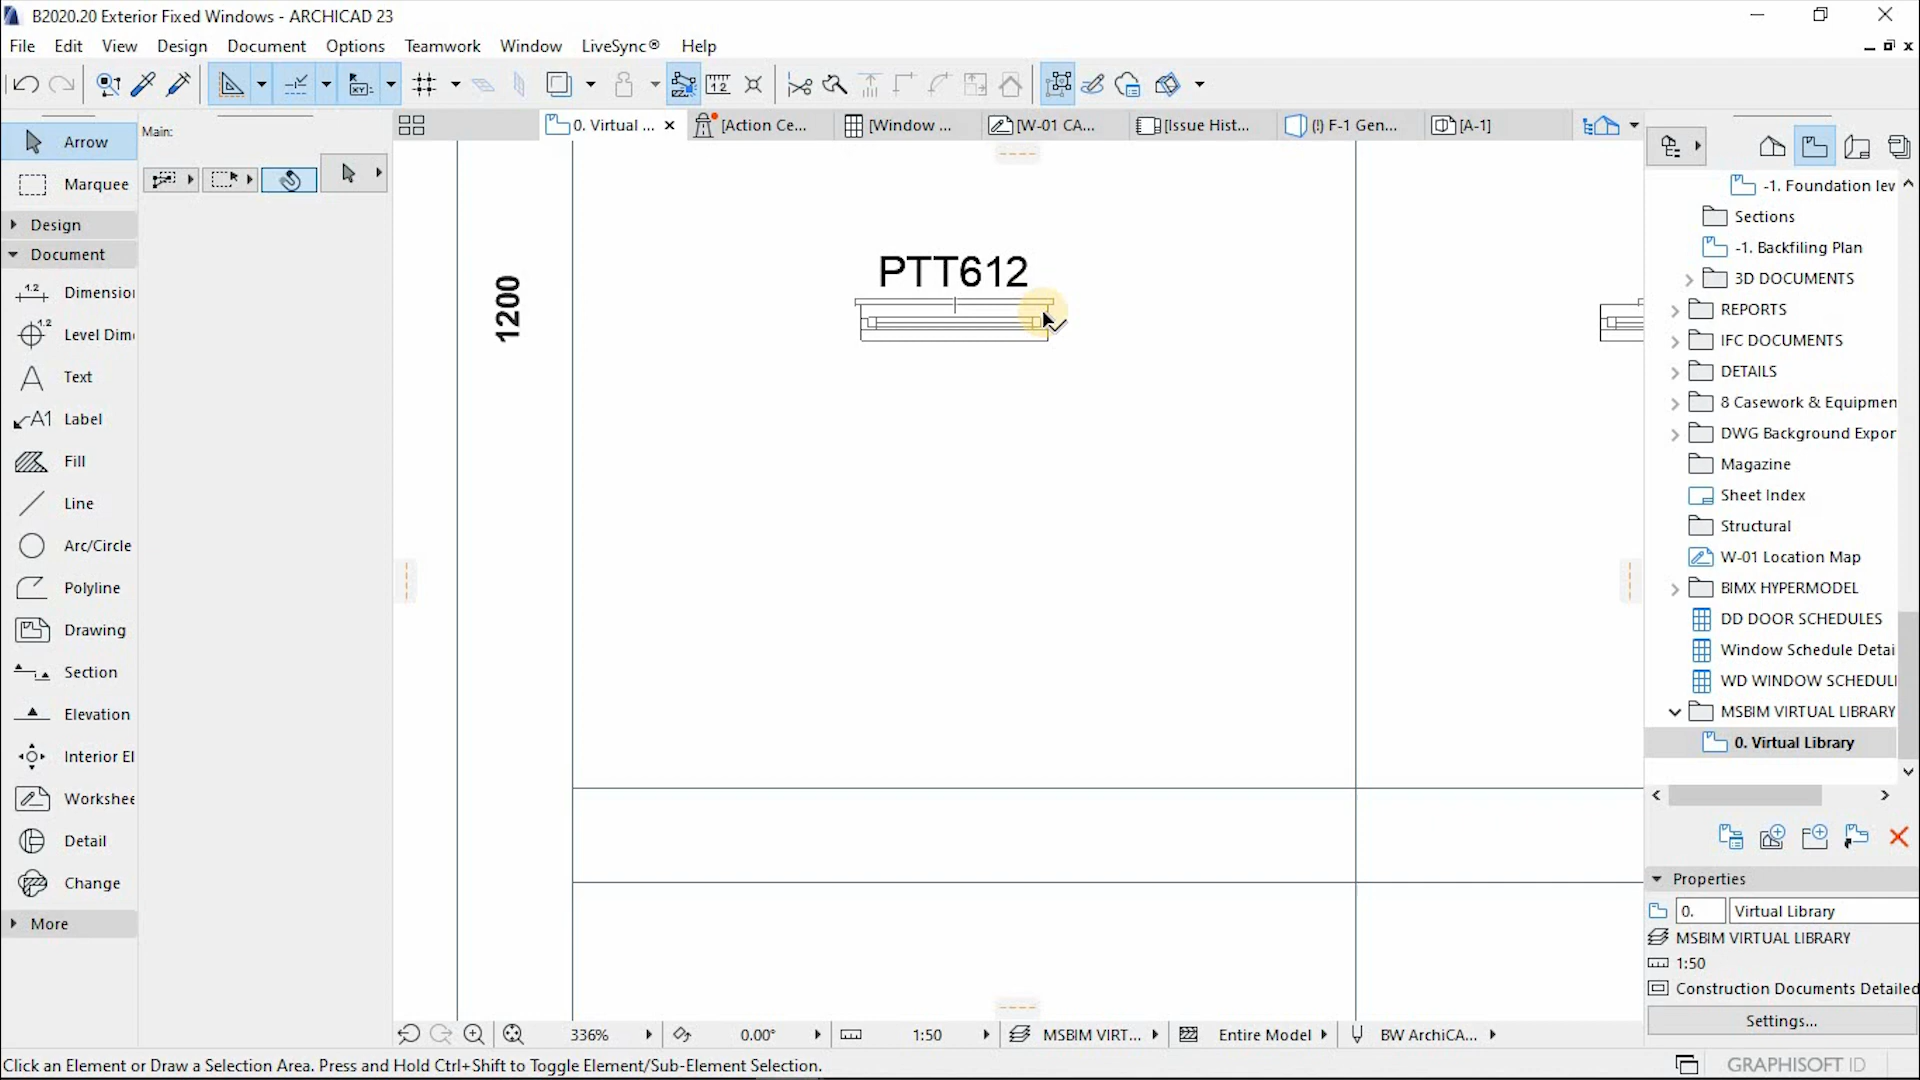 B2020.20 Exterior Fixed Windows - ARCHICAD 23
File Edit View Design Document Options Teamwork Window LiveSync® Help
Arrow
Main:
Marquee
Design
Document
Dimensior
Level Dim
Text
Label
Fill
Line
Arc/Circle
Polyline
Drawing
Section
Elevation
Interior El
Workshee
Detail
Change
More
0. Virtual ...
[Action Ce...
[Window ...
[W-01 CA...
[Issue Hist...
(!) F-1 Gen...
[A-1]
1200
PTT612
-1. Foundation lev
Sections
-1. Backfiling Plan
3D DOCUMENTS
REPORTS
IFC DOCUMENTS
DETAILS
8 Casework & Equipmen
DWG Background Expor
Magazine
Sheet Index
Structural
W-01 Location Map
BIMX HYPERMODEL
DD DOOR SCHEDULES
Window Schedule Detai
WD WINDOW SCHEDULI
MSBIM VIRTUAL LIBRARY
0. Virtual Library
Properties
0. Virtual Library
MSBIM VIRTUAL LIBRARY
1:50
Construction Documents Detailed
Settings...
336% 0.00° 1:50 MSBIM VIRT... Entire Model BW ArchiCA...
Click an Element or Draw a Selection Area. Press and Hold Ctrl+Shift to Toggle Element/Sub-Element Selection.
GRAPHISOFT ID